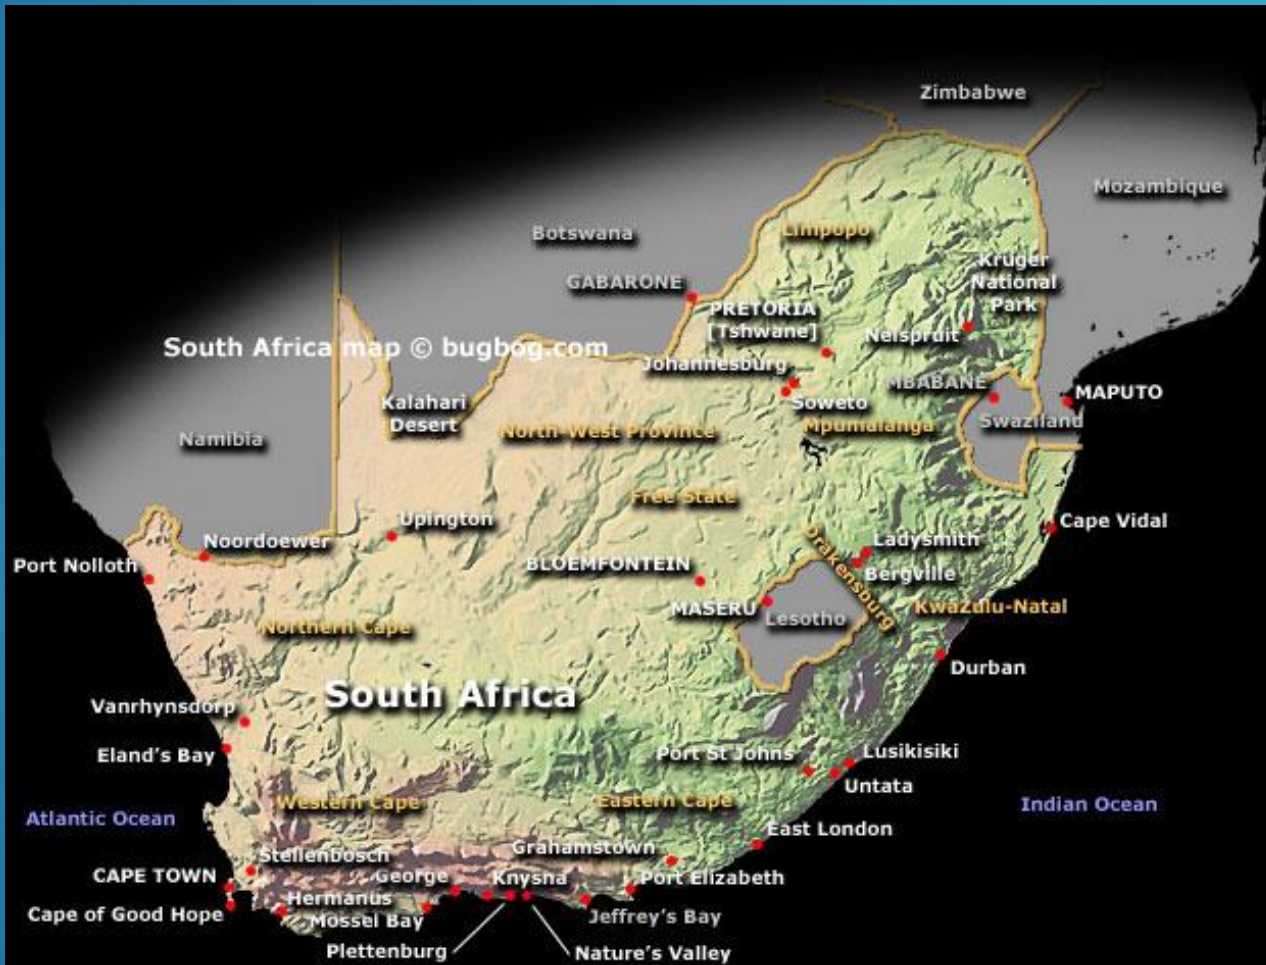 Zimbabwe
Mozambique
Botswana
Limpopo
GABARONE
Kruger
National
Park
PRETORIA
[Tshwane]
Nelspruit
South Africa map © bugbog.com
Johannesburg
MBABANE
MAPUTO
Soweto
Kalahari
Desert
Swaziland
Namibia
North-West Province
Mpumalanga
Free State
Upington
Cape Vidal
Noordoewer
Ladysmith
Port Nolloth
BLOEMFONTEIN
Bergville
Drakensburg
MASERU
Lesotho
KwaZulu-Natal
Northern Cape
Durban
South Africa
Vanrhynsdorp
Eland's Bay
Port St Johns
Lusikisiki
Untata
Western Cape
Eastern Cape
Indian Ocean
Atlantic Ocean
East London
Stellenbosch
Grahamstown
CAPE TOWN
George
Knysna
Port Elizabeth
Hermanus
Cape of Good Hope
Mossel Bay
Jeffrey's Bay
Plettenburg
Nature's Valley